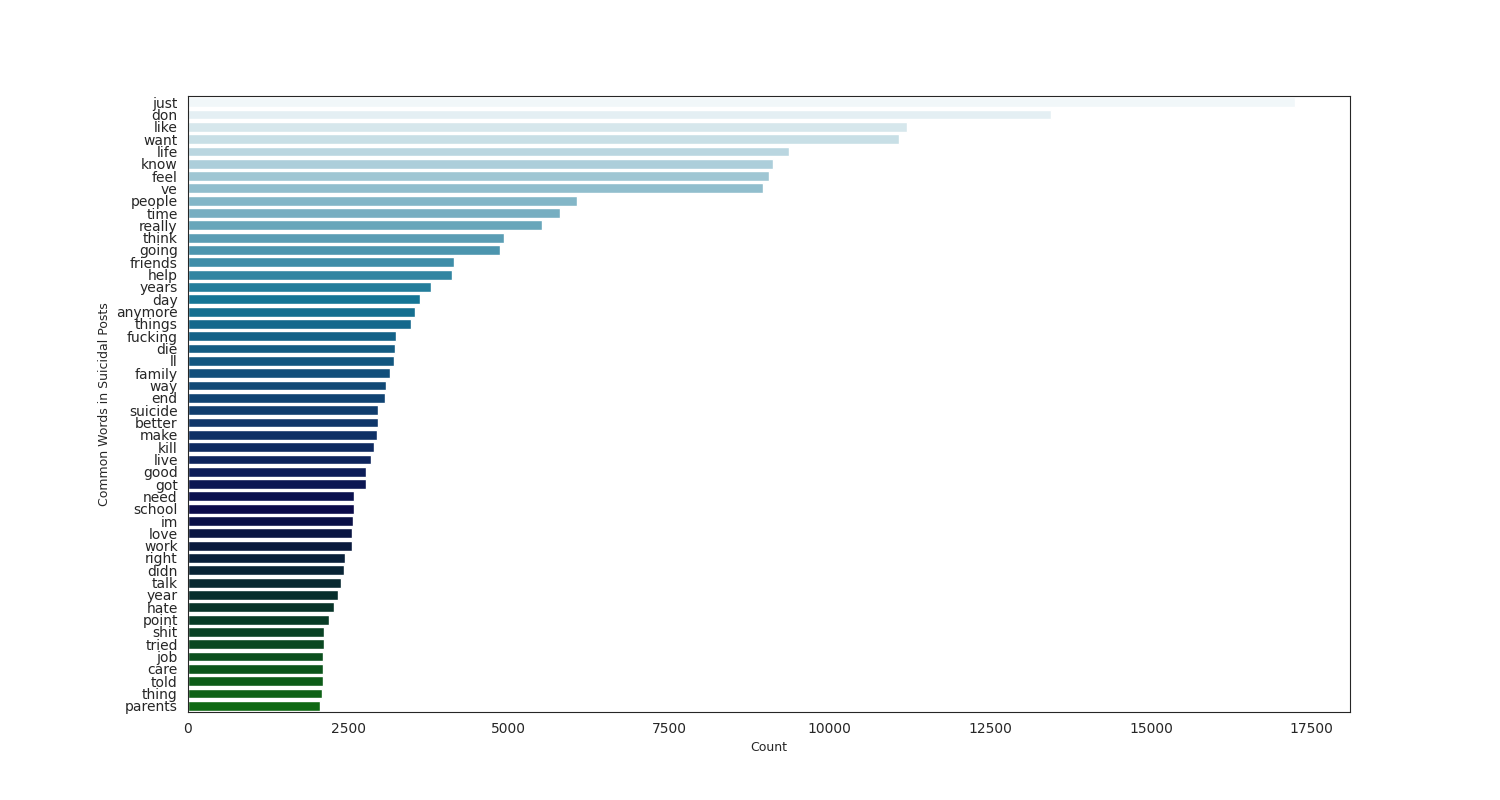 just
don
like
want
life
know
feel
ve
people
time
really
think
going
friends
help
years
day
anymore
things
fucking
die
ll
family
way
end
suicide
better
make
kill
live
good
got
need
school
im
love
work
right
didn
talk
year
hate
point
shit
tried
job
care
told
thing
parents
Common Words in Suicidal Posts
0 2500 5000 7500 10000 12500 15000 17500
Count